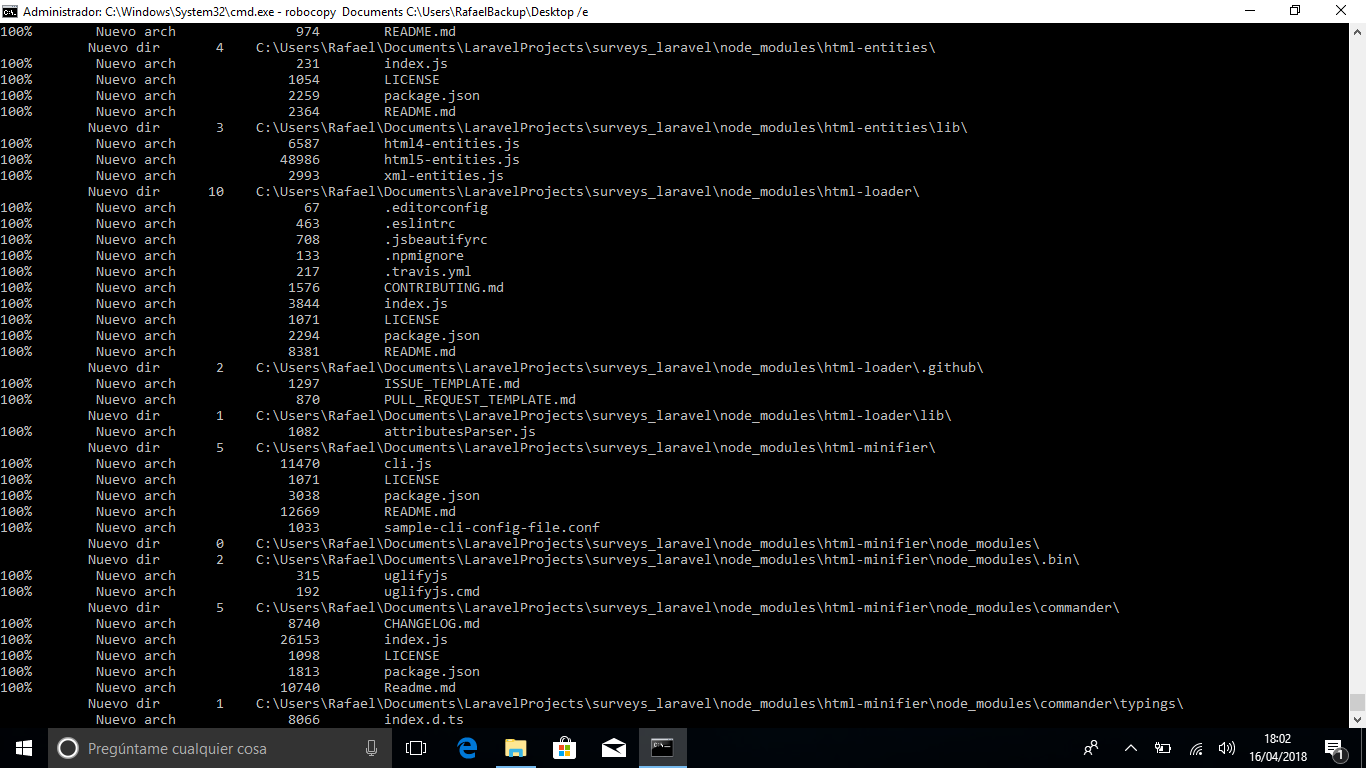 Administrador: C:\Windows\System32\cmd.exe - robocopy  Documents C:\Users\RafaelBackup\Desktop /e
100%        Nuevo arch               974        README.md
           Nuevo dir       4    C:\Users\Rafael\Documents\LaravelProjects\surveys_laravel\node_modules\html-entities\
100%        Nuevo arch               231        index.js
100%        Nuevo arch              1054        LICENSE
100%        Nuevo arch              2259        package.json
100%        Nuevo arch              2364        README.md
           Nuevo dir       3    C:\Users\Rafael\Documents\LaravelProjects\surveys_laravel\node_modules\html-entities\lib\
100%        Nuevo arch              6587        html4-entities.js
100%        Nuevo arch             48986        html5-entities.js
100%        Nuevo arch              2993        xml-entities.js
           Nuevo dir      10    C:\Users\Rafael\Documents\LaravelProjects\surveys_laravel\node_modules\html-loader\
100%        Nuevo arch                67        .editorconfig
100%        Nuevo arch               463        .eslintrc
100%        Nuevo arch               708        .jsbeautifyrc
100%        Nuevo arch               133        .npmignore
100%        Nuevo arch               217        .travis.yml
100%        Nuevo arch              1576        CONTRIBUTING.md
100%        Nuevo arch              3844        index.js
100%        Nuevo arch              1071        LICENSE
100%        Nuevo arch              2294        package.json
100%        Nuevo arch              8381        README.md
           Nuevo dir       2    C:\Users\Rafael\Documents\LaravelProjects\surveys_laravel\node_modules\html-loader\.github\
100%        Nuevo arch              1297        ISSUE_TEMPLATE.md
100%        Nuevo arch               870        PULL_REQUEST_TEMPLATE.md
           Nuevo dir       1    C:\Users\Rafael\Documents\LaravelProjects\surveys_laravel\node_modules\html-loader\lib\
100%        Nuevo arch              1082        attributesParser.js
           Nuevo dir       5    C:\Users\Rafael\Documents\LaravelProjects\surveys_laravel\node_modules\html-minifier\
100%        Nuevo arch             11470        cli.js
100%        Nuevo arch              1071        LICENSE
100%        Nuevo arch              3038        package.json
100%        Nuevo arch             12669        README.md
100%        Nuevo arch              1033        sample-cli-config-file.conf
           Nuevo dir       0    C:\Users\Rafael\Documents\LaravelProjects\surveys_laravel\node_modules\html-minifier\node_modules\
           Nuevo dir       2    C:\Users\Rafael\Documents\LaravelProjects\surveys_laravel\node_modules\html-minifier\node_modules\.bin\
100%        Nuevo arch               315        uglifyjs
100%        Nuevo arch               192        uglifyjs.cmd
           Nuevo dir       5    C:\Users\Rafael\Documents\LaravelProjects\surveys_laravel\node_modules\html-minifier\node_modules\commander\
100%        Nuevo arch              8740        CHANGELOG.md
100%        Nuevo arch             26153        index.js
100%        Nuevo arch              1098        LICENSE
100%        Nuevo arch              1813        package.json
100%        Nuevo arch             10740        Readme.md
           Nuevo dir       1    C:\Users\Rafael\Documents\LaravelProjects\surveys_laravel\node_modules\html-minifier\node_modules\commander\typings\
            Nuevo arch              8066        index.d.ts
Pregúntame cualquier cosa
18:02
16/04/2018
1